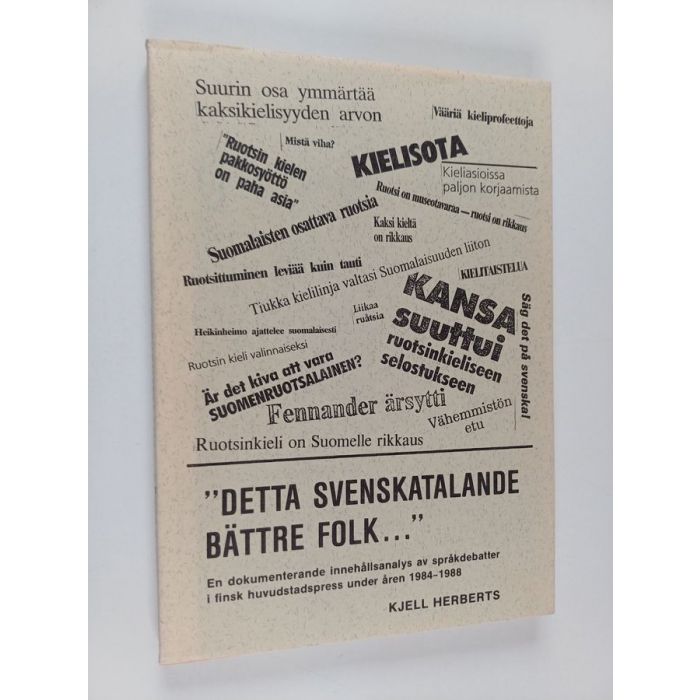 Suurin osa ymmärtää
kaksikielisyyden arvon
Vääriä kieliprofeettoja
"Ruotsin kielen
pakkosyöttö
on paha asia"
Mistä viha?
KIELISOTA
Kieliasioissa
paljon korjaamista
Suomalaisten osattava ruotsia
Ruotsi on museotavaraa — ruotsi on rikkaus
Kaksi kieltä
on rikkaus
Ruotsittuminen leviää kuin tauti
Tiukka kielilinja valtasi Suomalaisuuden liiton
KIELITAISTELUA
Heikinheimo ajattelee suomalaisesti
Liikaa
ruåtsia
KANSA
suuttui
ruotsinkieliseen
selostukseen
Säg det på svenska!
Ruotsin kieli valinnaiseksi
Är det kiva att vara
SUOMENRUOTSALAINEN?
Fennander ärsytti
Vähemmistön
etu
Ruotsinkieli on Suomelle rikkaus
"DETTA SVENSKATALANDE
BÄTTRE FOLK..."
En dokumenterande innehållsanalys av språkdebatter
i finsk huvudstadspress under åren 1984-1988
KJELL HERBERTS